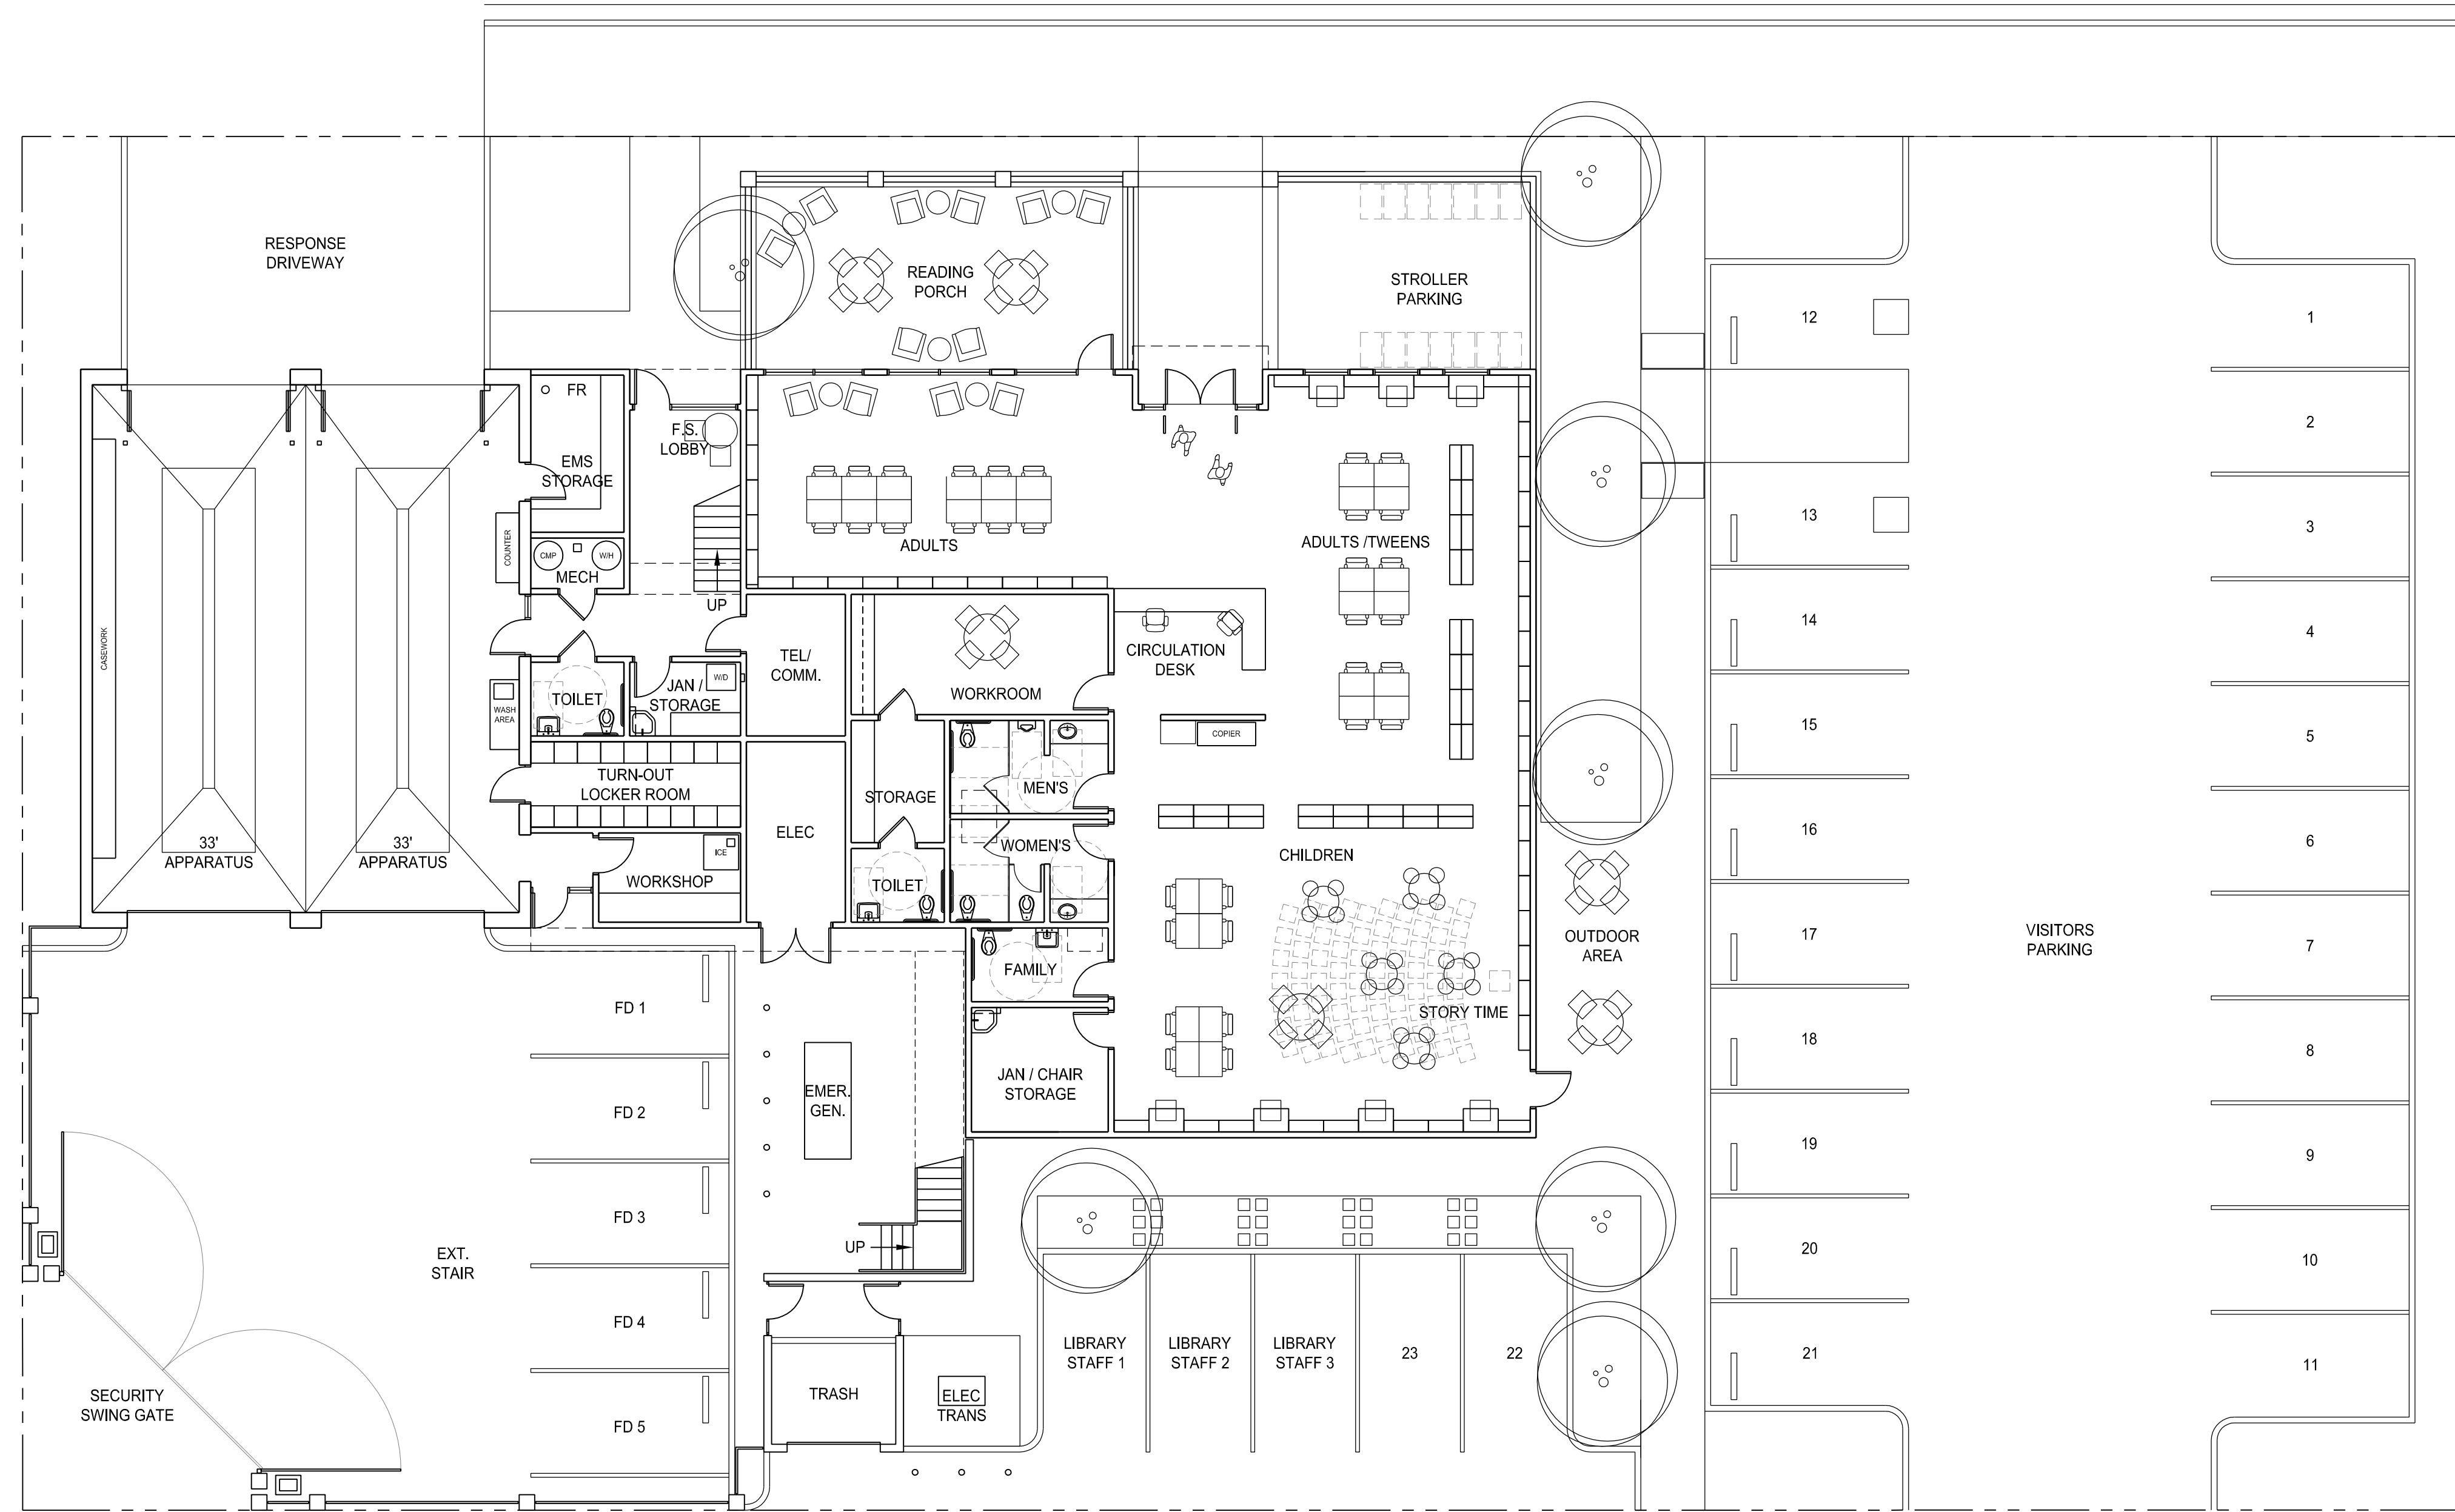 RESPONSE
DRIVEWAY
READING
PORCH
STROLLER
PARKING
12
1
2
FR
F.S.
LOBBY
EMS
STORAGE
COUNTER
CMP
W/H
MECH
UP
ADULTS
ADULTS /TWEENS
13
3
14
4
CASEWORK
TEL/
COMM.
WORKROOM
CIRCULATION
DESK
TOILET
JAN /
STORAGE
W/D
WASH
AREA
COPIER
15
5
TURN-OUT
LOCKER ROOM
STORAGE
MEN'S
ELEC
16
6
33'
APPARATUS
33'
APPARATUS
ICE
WORKSHOP
WOMEN'S
CHILDREN
TOILET
17
7
VISITORS
PARKING
OUTDOOR
AREA
FAMILY
STORY TIME
FD 1
18
8
JAN / CHAIR
STORAGE
EMER.
GEN.
FD 2
19
9
FD 3
EXT.
STAIR
UP
20
10
FD 4
LIBRARY
STAFF 1
LIBRARY
STAFF 2
LIBRARY
STAFF 3
23
22
21
11
SECURITY
SWING GATE
TRASH
ELEC
TRANS
FD 5